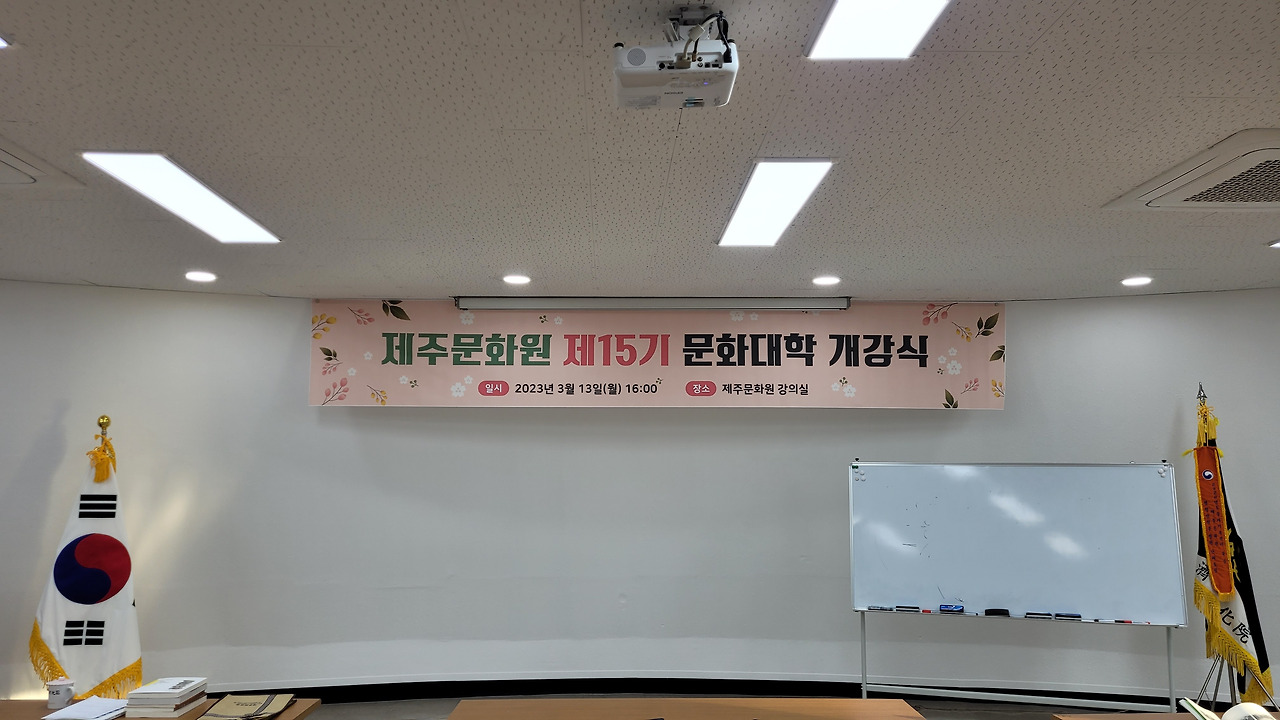 제주문화원 제15기 문화대학 개강식
일시 2023년 3월 13일(월) 16:00 장소 제주문화원 강의실
化院